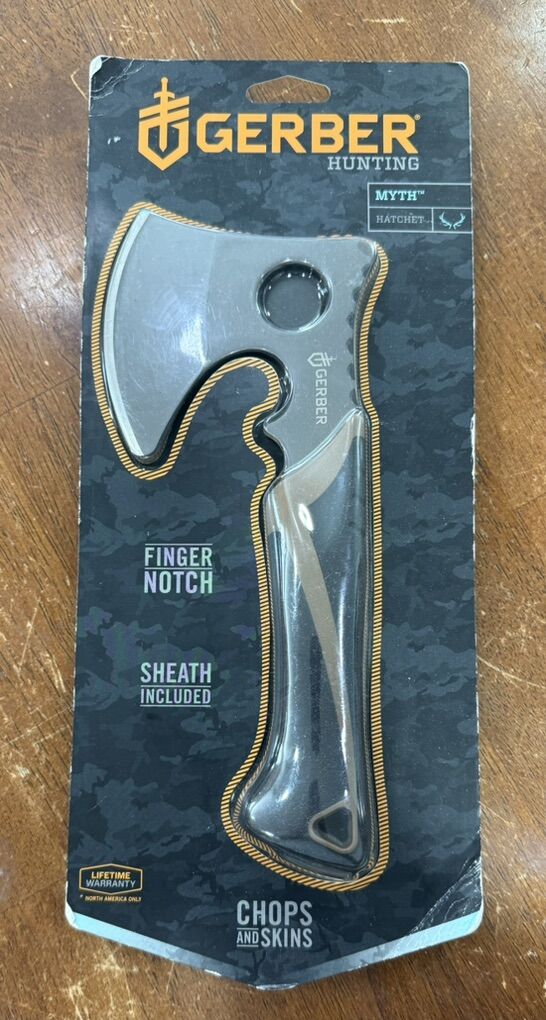 GERBER®
HUNTING
MYTH™
HATCHET
GERBER
FINGER
NOTCH
SHEATH
INCLUDED
LIFETIME
WARRANTY
* NORTH AMERICA ONLY
CHOPS
AND SKINS